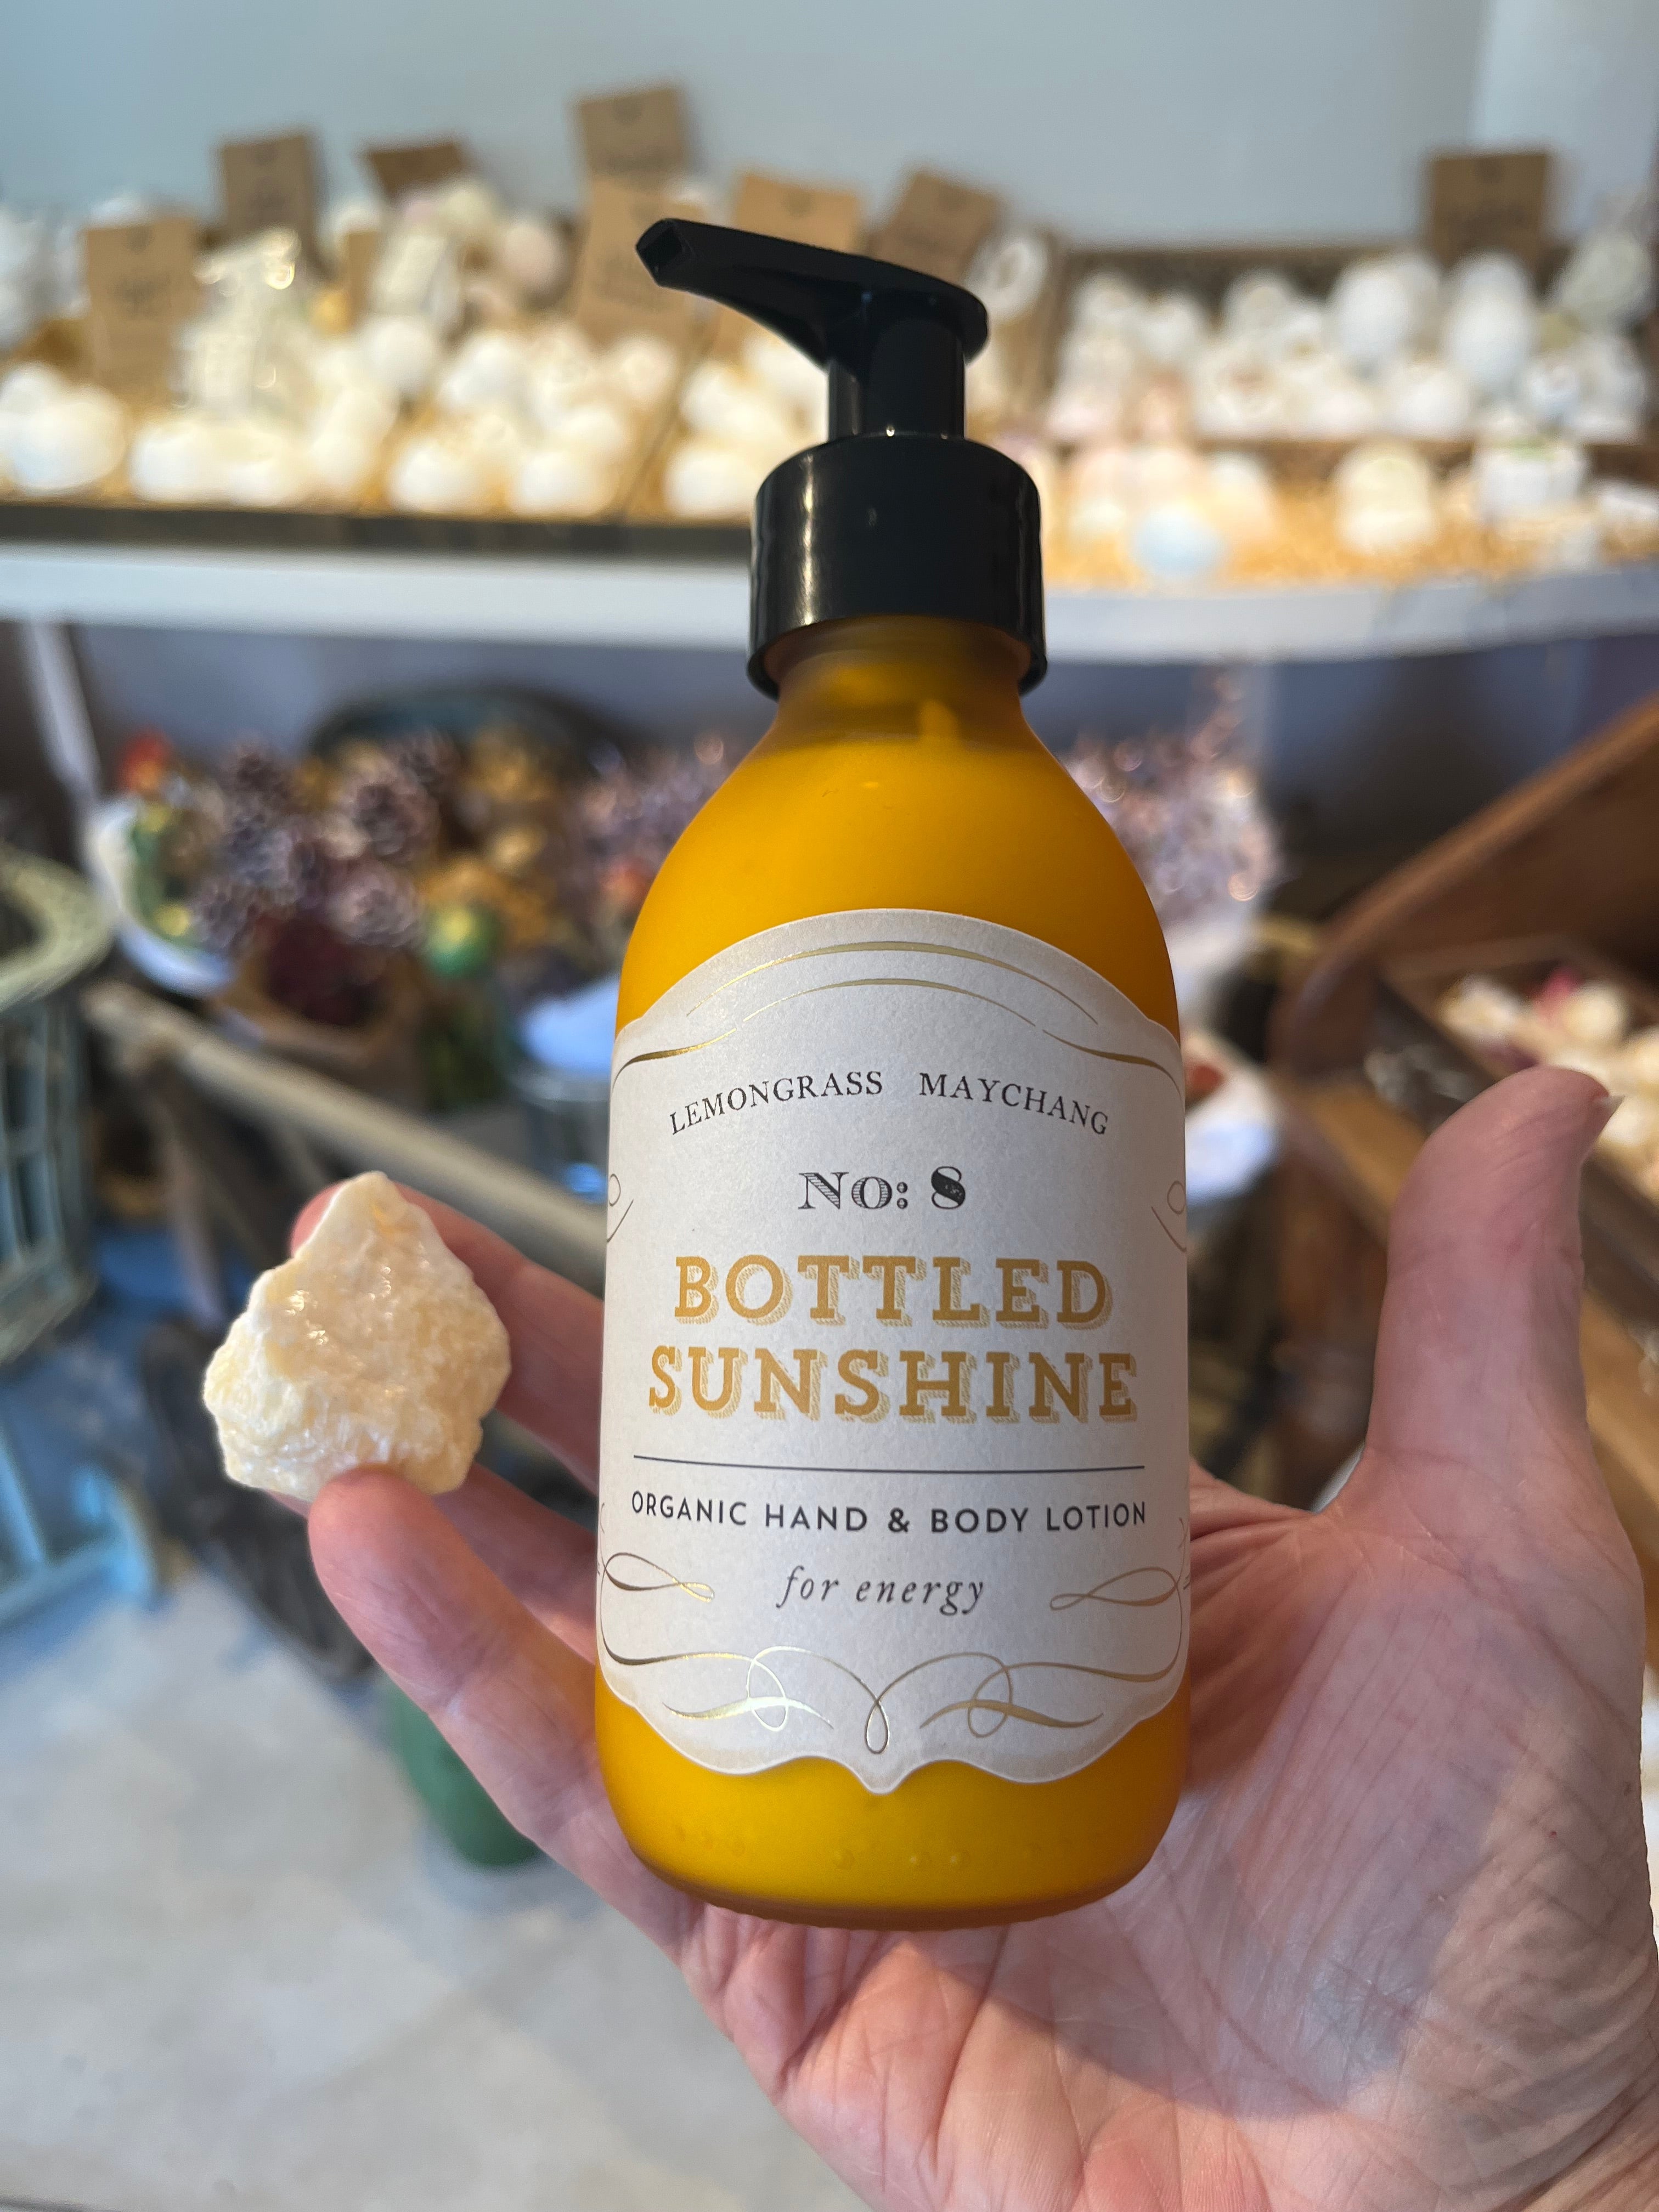 LEMONGRASS MAYCHANG
No: 8
BOTTLED
SUNSHINE
ORGANIC HAND & BODY LOTION
for energy